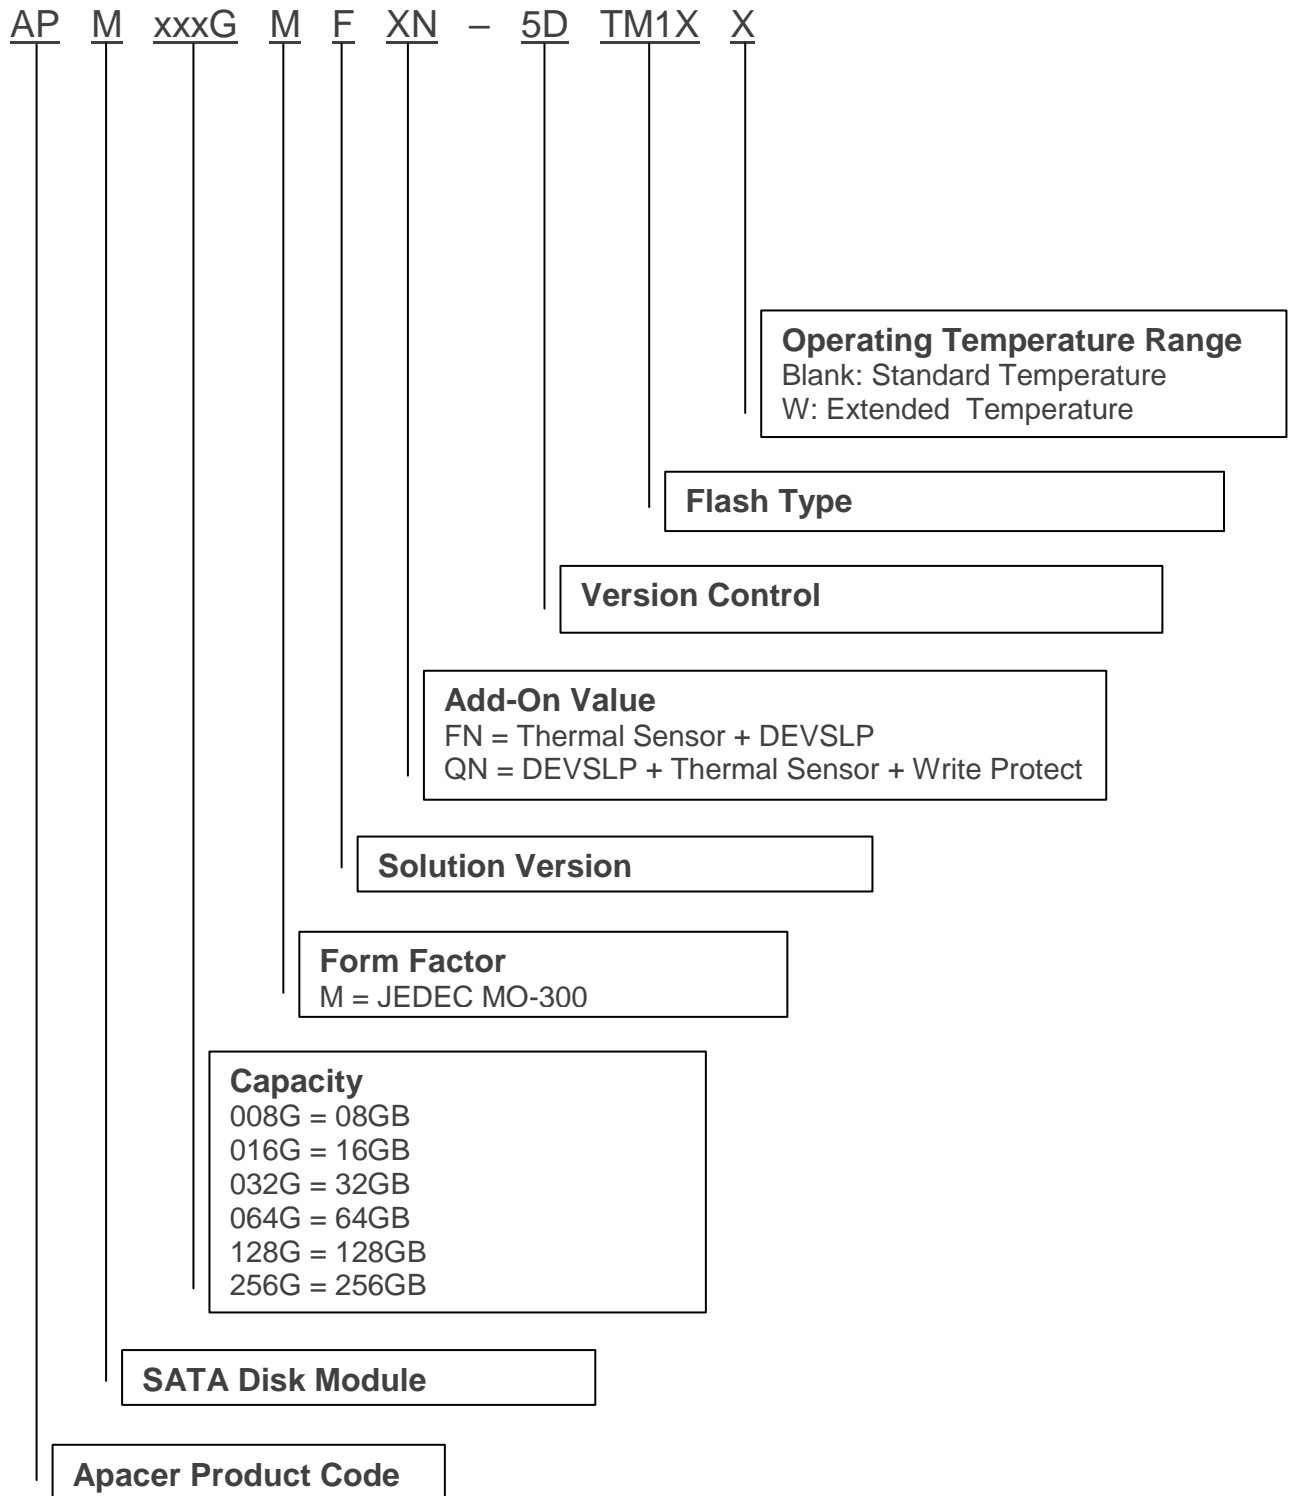 AP M xxxG M F XN – 5D TM1X X
Operating Temperature Range
Blank: Standard Temperature
W: Extended Temperature
Flash Type
Version Control
Add-On Value
FN = Thermal Sensor + DEVSLP
QN = DEVSLP + Thermal Sensor + Write Protect
Solution Version
Form Factor
M = JEDEC MO-300
Capacity
008G = 08GB
016G = 16GB
032G = 32GB
064G = 64GB
128G = 128GB
256G = 256GB
SATA Disk Module
Apacer Product Code